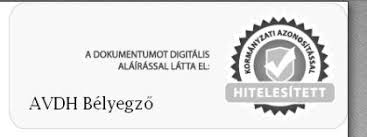 A DOKUMENTUMOT DIGITÁLIS
ALÁÍRÁSSAL LÁTTA EL:
AVDH Bélyegző
KORMÁNYZATI AZONOSÍTÁSSAL
HITELESÍTETT